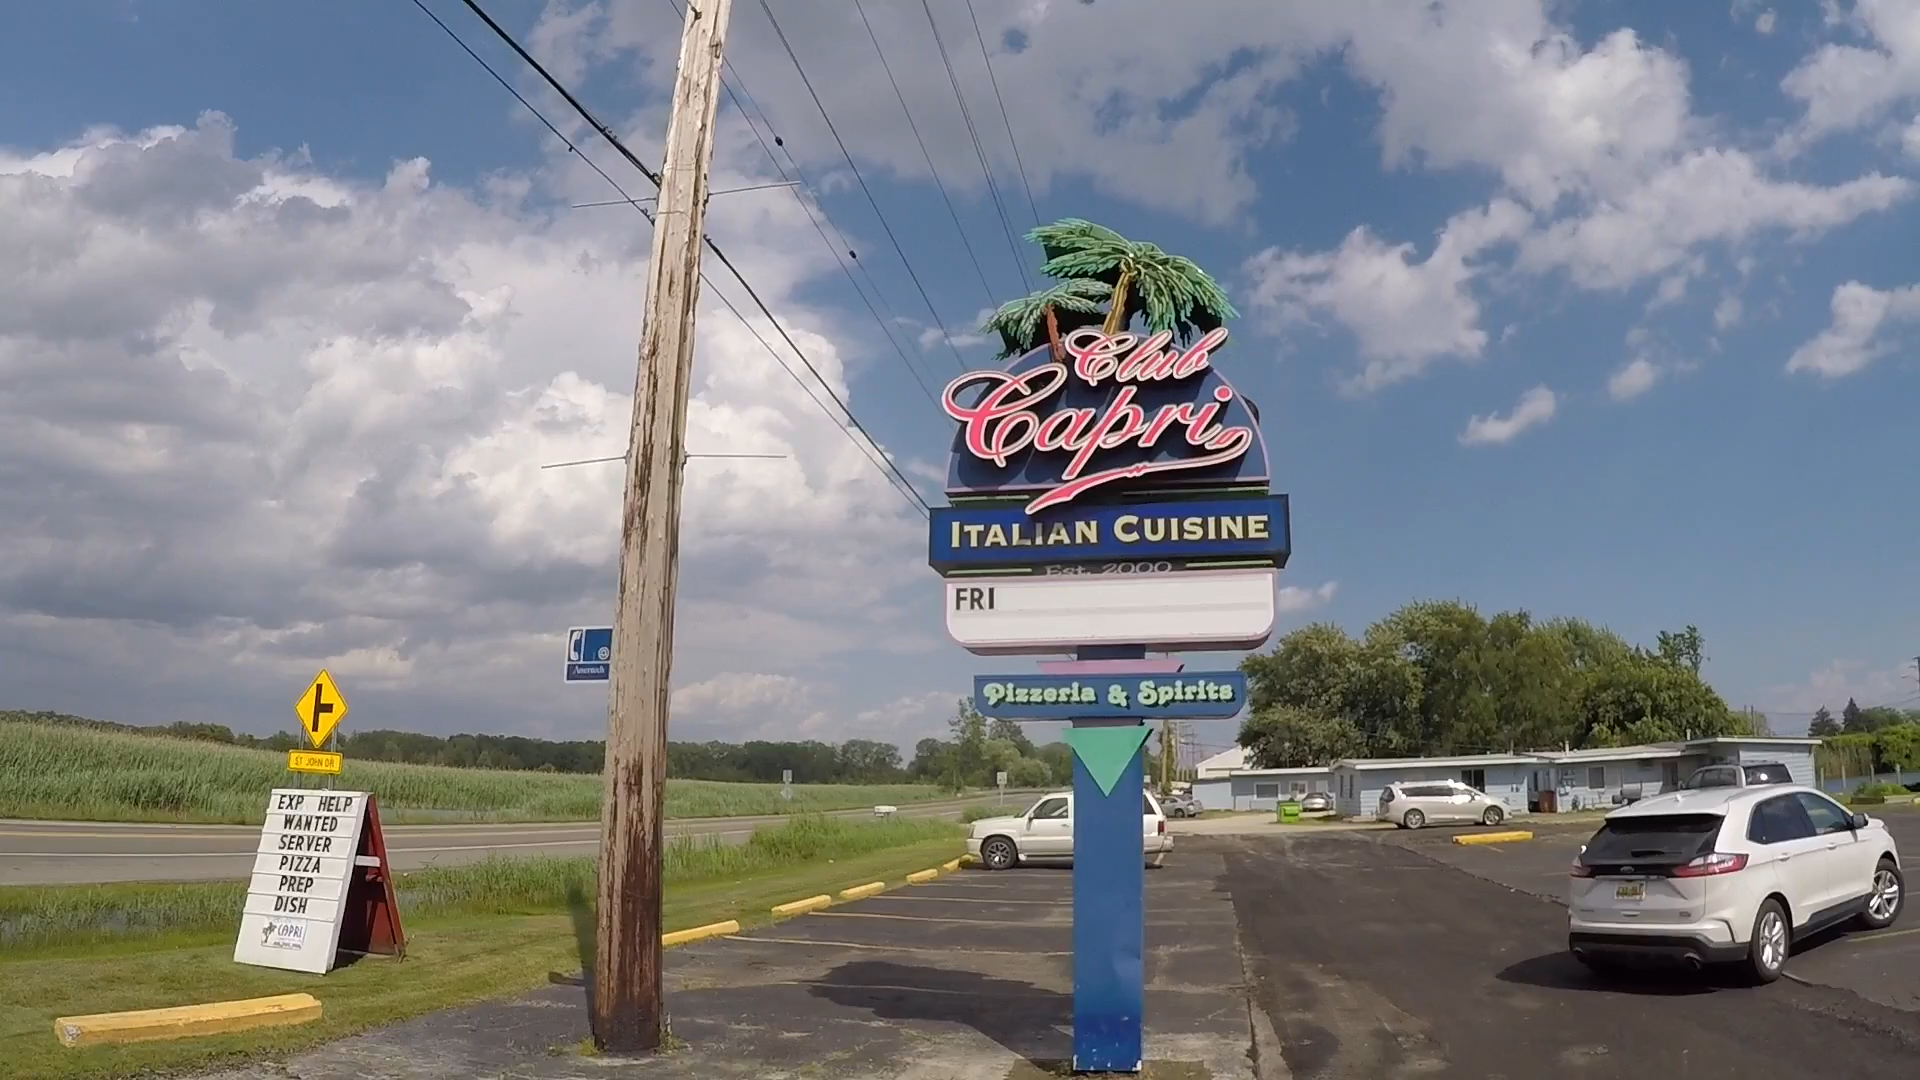 Club
Capri
ITALIAN CUISINE
Est. 2000
FRI
Pizzeria & Spirits
Ameritech
ST JOHN DR
EXP HELP
WANTED
SERVER
PIZZA
PREP
DISH
CAPRI